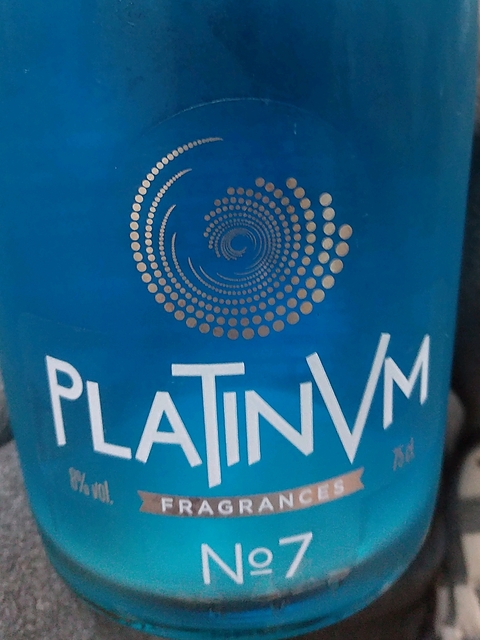 PLATINVM
8% vol.
75 cl
FRAGRANCES
No7